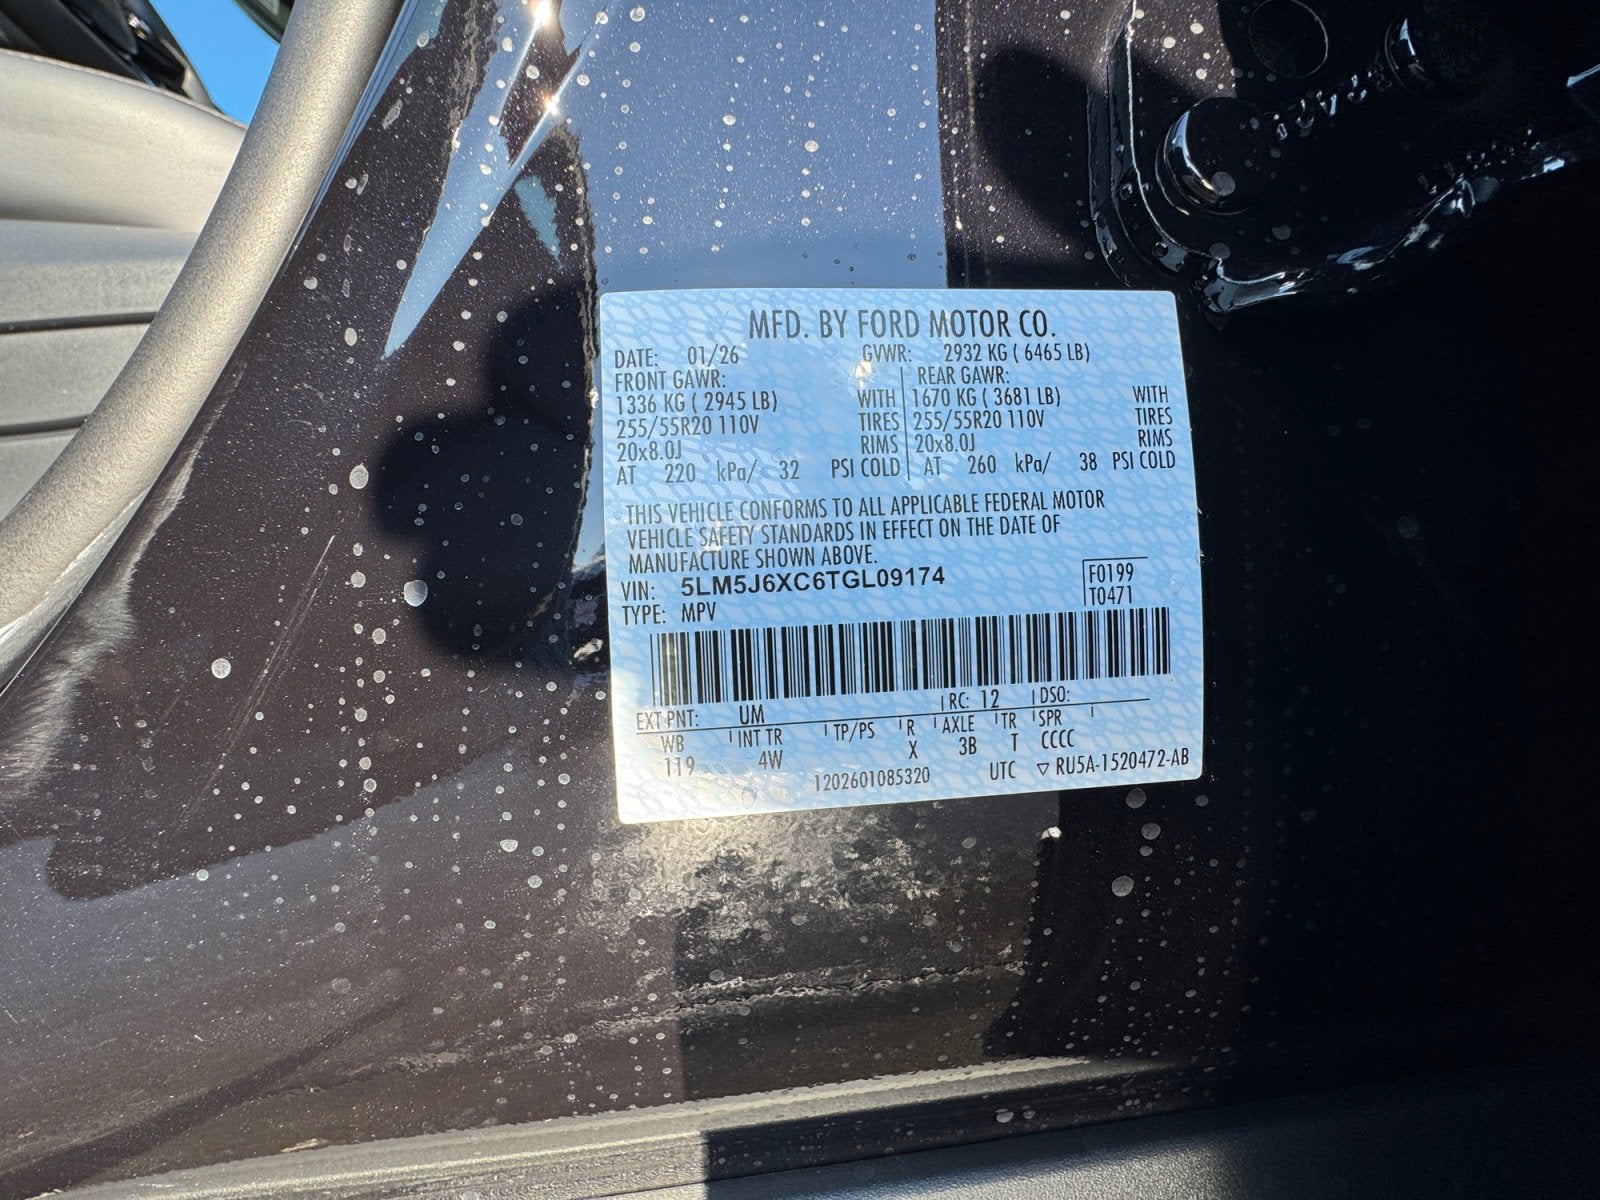 MFD. BY FORD MOTOR CO.
DATE: 01/26 GVWR: 2932 KG ( 6465 LB)
FRONT GAWR: REAR GAWR:
1336 KG ( 2945 LB) WITH 1670 KG ( 3681 LB) WITH
255/55R20 110V TIRES 255/55R20 110V TIRES
20x8.0J RIMS 20x8.0J RIMS
AT 220 kPa/ 32 PSI COLD AT 260 kPa/ 38 PSI COLD
THIS VEHICLE CONFORMS TO ALL APPLICABLE FEDERAL MOTOR
VEHICLE SAFETY STANDARDS IN EFFECT ON THE DATE OF
MANUFACTURE SHOWN ABOVE.
VIN: 5LM5J6XC6TGL09174 F0199
TYPE: MPV T0471
EXT PNT: UM RC: 12 DSO:
WB INT TR TP/PS R AXLE TR SPR
119 4W X 3B T CCCC
1202601085320 UTC ▽ RU5A-1520472-AB